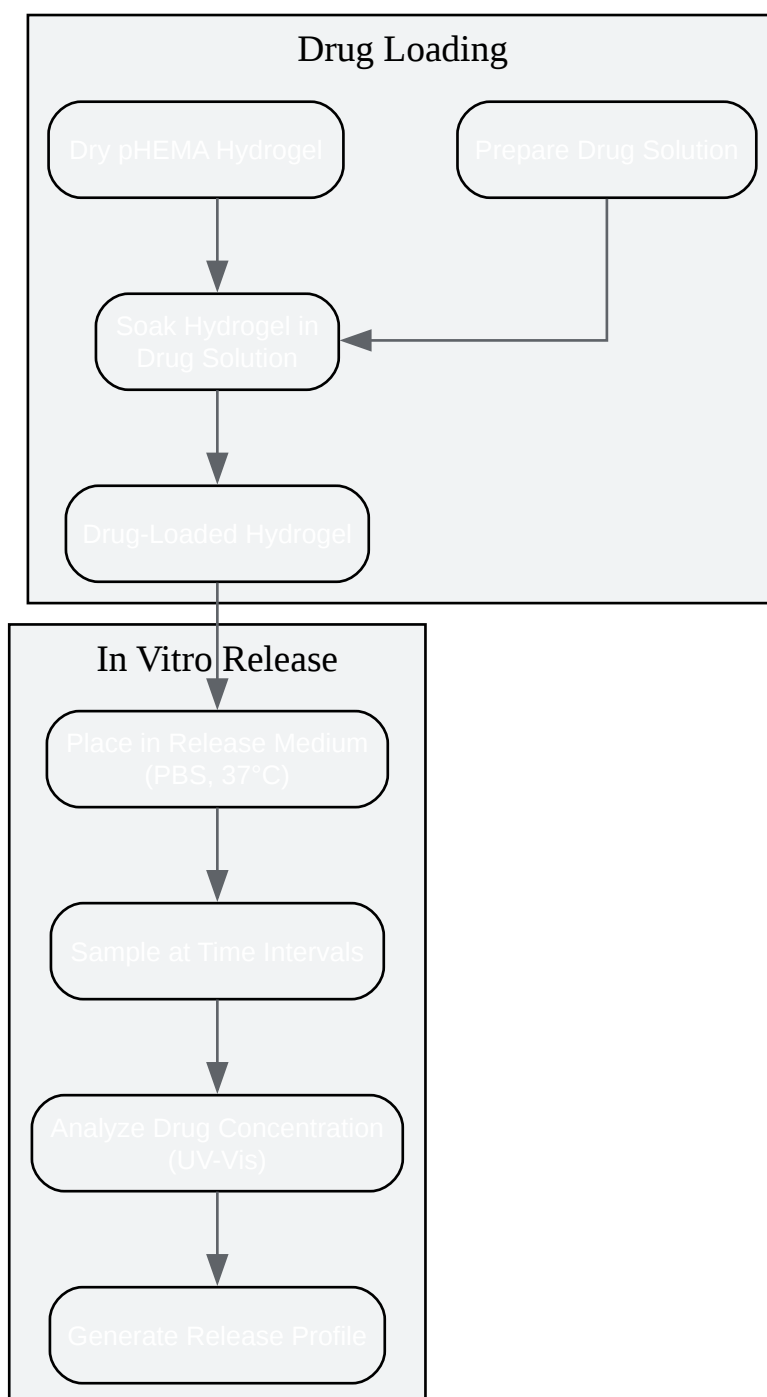 Drug Loading
Dry pHEMA Hydrogel
Prepare Drug Solution
Soak Hydrogel in
Drug Solution
Drug-Loaded Hydrogel
In Vitro Release
Place in Release Medium
(PBS, 37°C)
Sample at Time Intervals
Analyze Drug Concentration
(UV-Vis)
Generate Release Profile